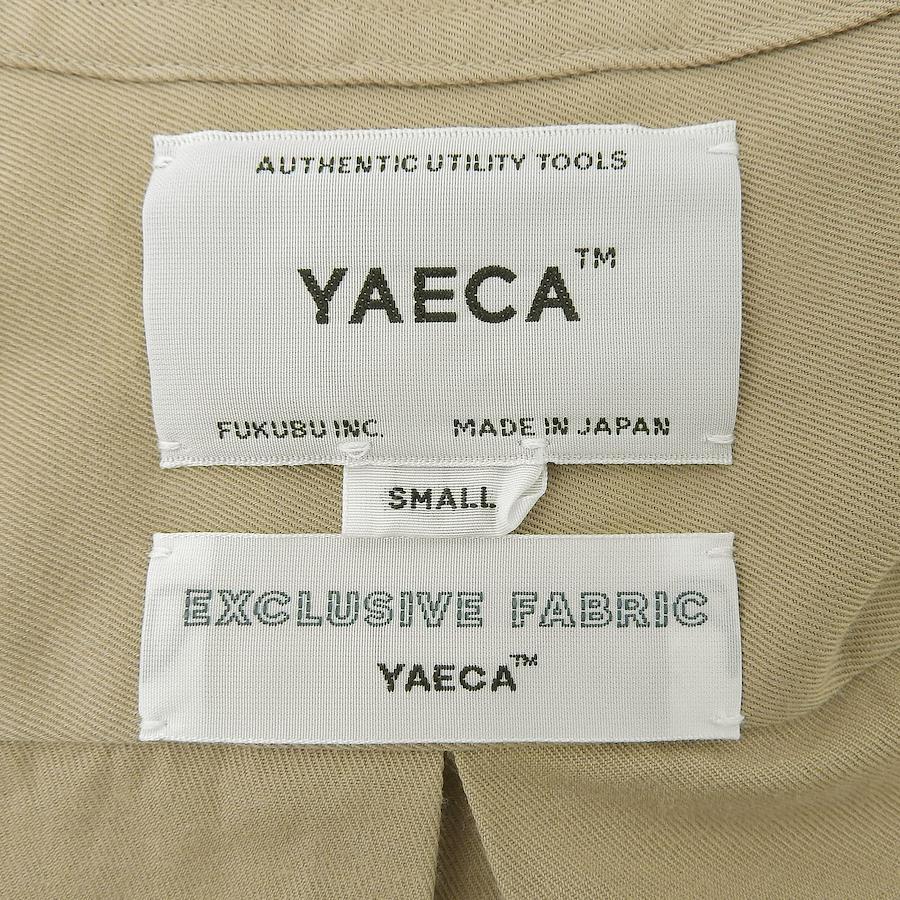 AUTHENTIC UTILITY TOOLS
YAECA™
FUKUBU INC. MADE IN JAPAN
SMALL
EXCLUSIVE FABRIC
YAECA™